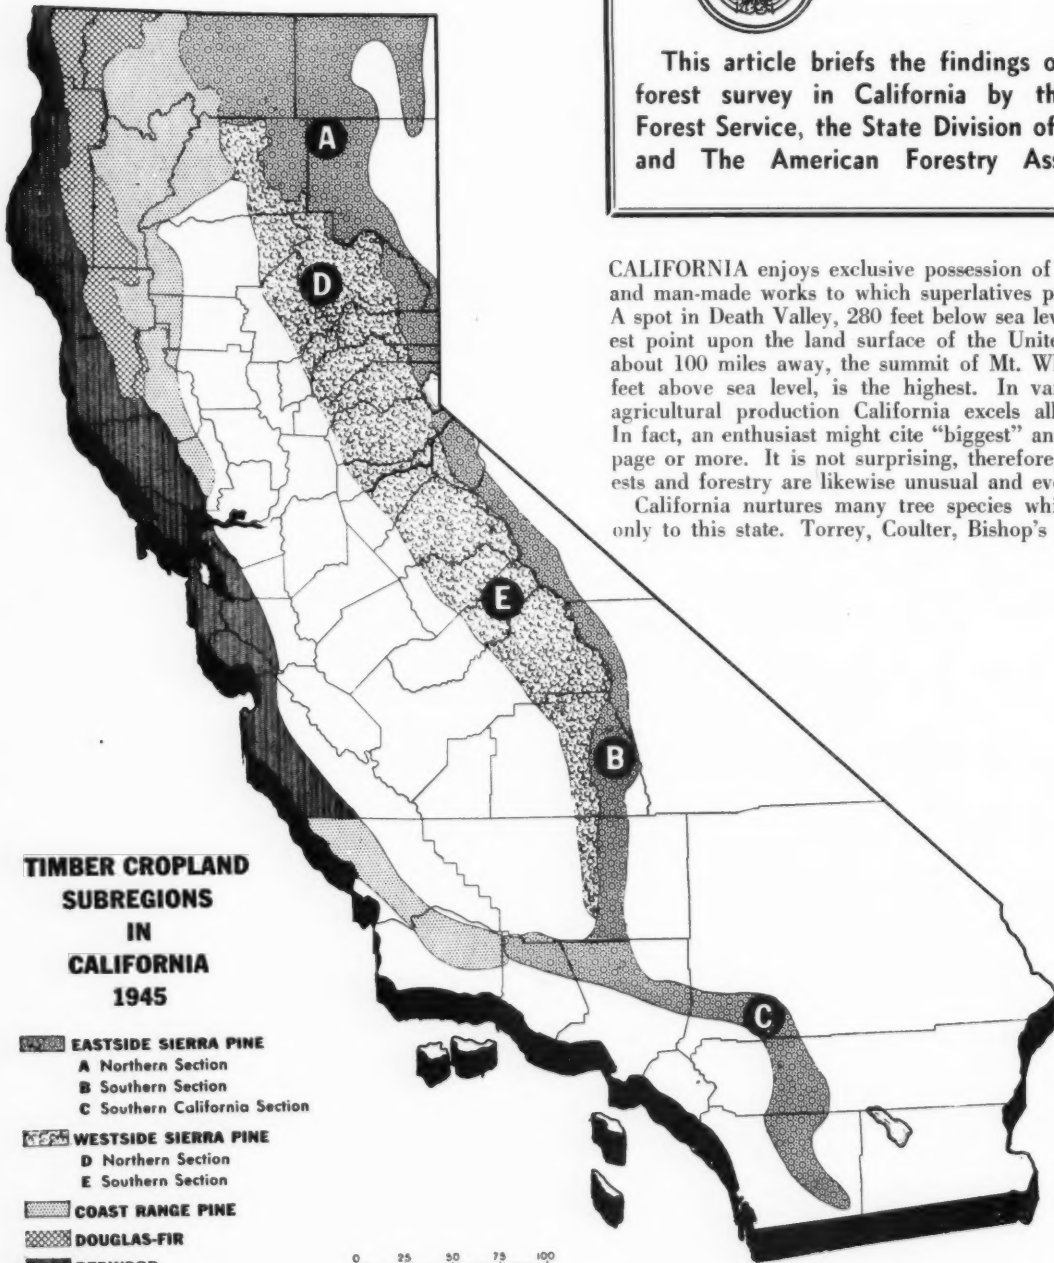 This article briefs the findings o
forest survey in California by th
Forest Service, the State Division of
and The American Forestry Ass
CALIFORNIA enjoys exclusive possession of
and man-made works to which superlatives p
A spot in Death Valley, 280 feet below sea lev
est point upon the land surface of the Unite
about 100 miles away, the summit of Mt. W
feet above sea level, is the highest. In va
agricultural production California excels all
In fact, an enthusiast might cite "biggest" an
page or more. It is not surprising, therefore
ests and forestry are likewise unusual and eve
California nurtures many tree species whi
only to this state. Torrey, Coulter, Bishop's
A
D
E
B
C
TIMBER CROPLAND
SUBREGIONS
IN
CALIFORNIA
1945
EASTSIDE SIERRA PINE
A Northern Section
B Southern Section
C Southern California Section
WESTSIDE SIERRA PINE
D Northern Section
E Southern Section
COAST RANGE PINE
DOUGLAS-FIR
REDWOOD
0 25 50 75 100